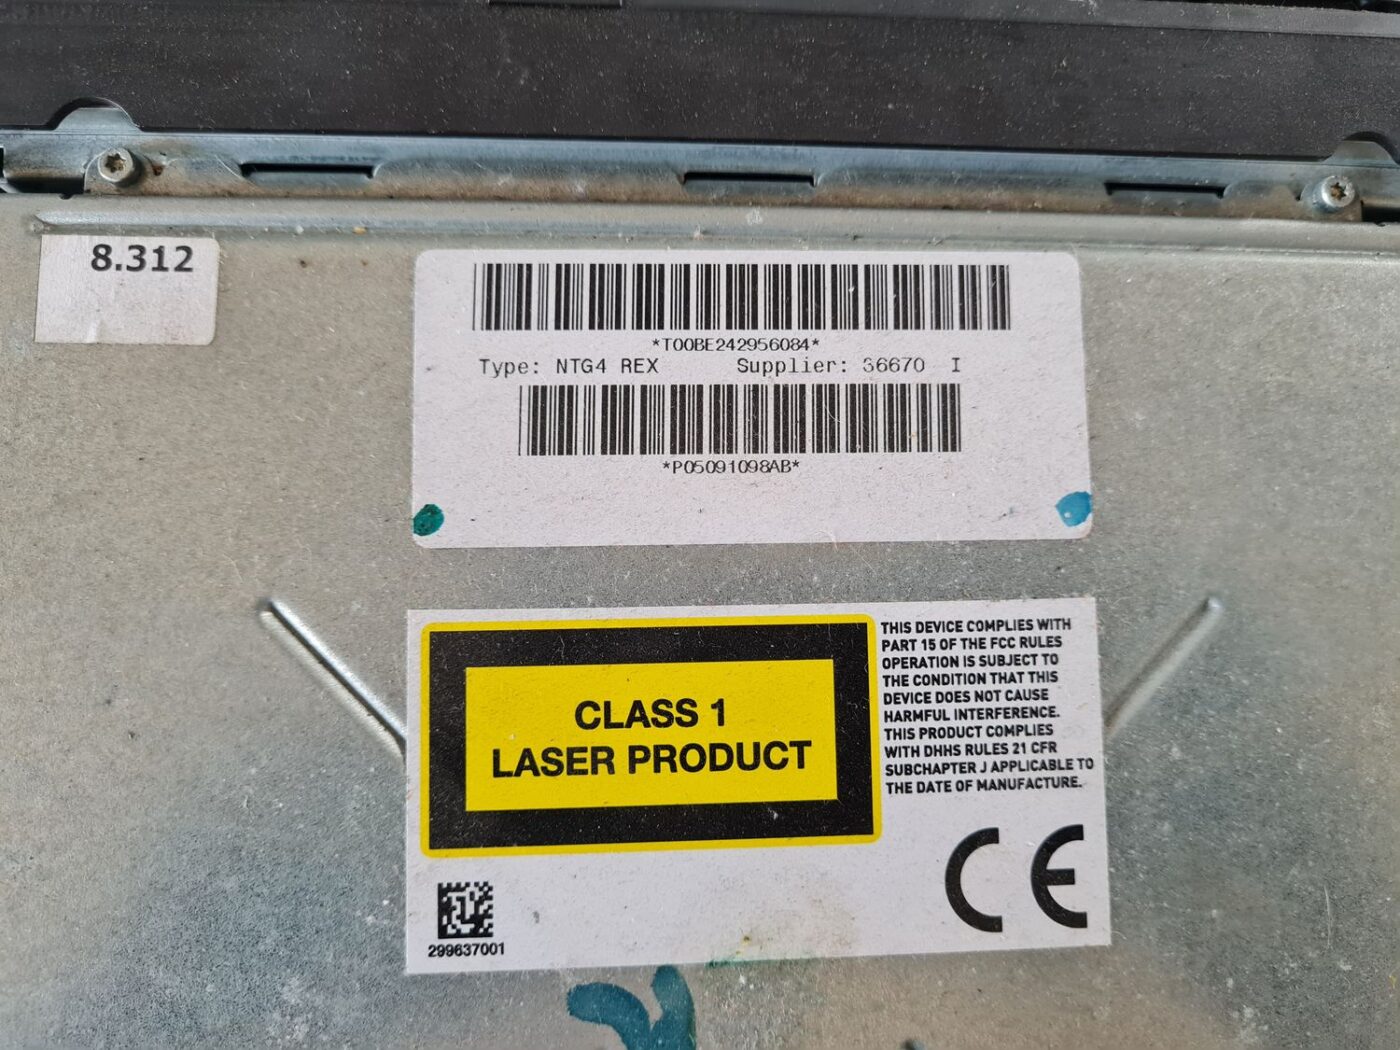 8.312
*T00BE242956084*
Type: NTG4 REX Supplier: 36670 I
*P05091098AB*
CLASS 1
LASER PRODUCT
THIS DEVICE COMPLIES WITH
PART 15 OF THE FCC RULES
OPERATION IS SUBJECT TO
THE CONDITION THAT THIS
DEVICE DOES NOT CAUSE
HARMFUL INTERFERENCE.
THIS PRODUCT COMPLIES
WITH DHHS RULES 21 CFR
SUBCHAPTER J APPLICABLE TO
THE DATE OF MANUFACTURE.
CE
299637001